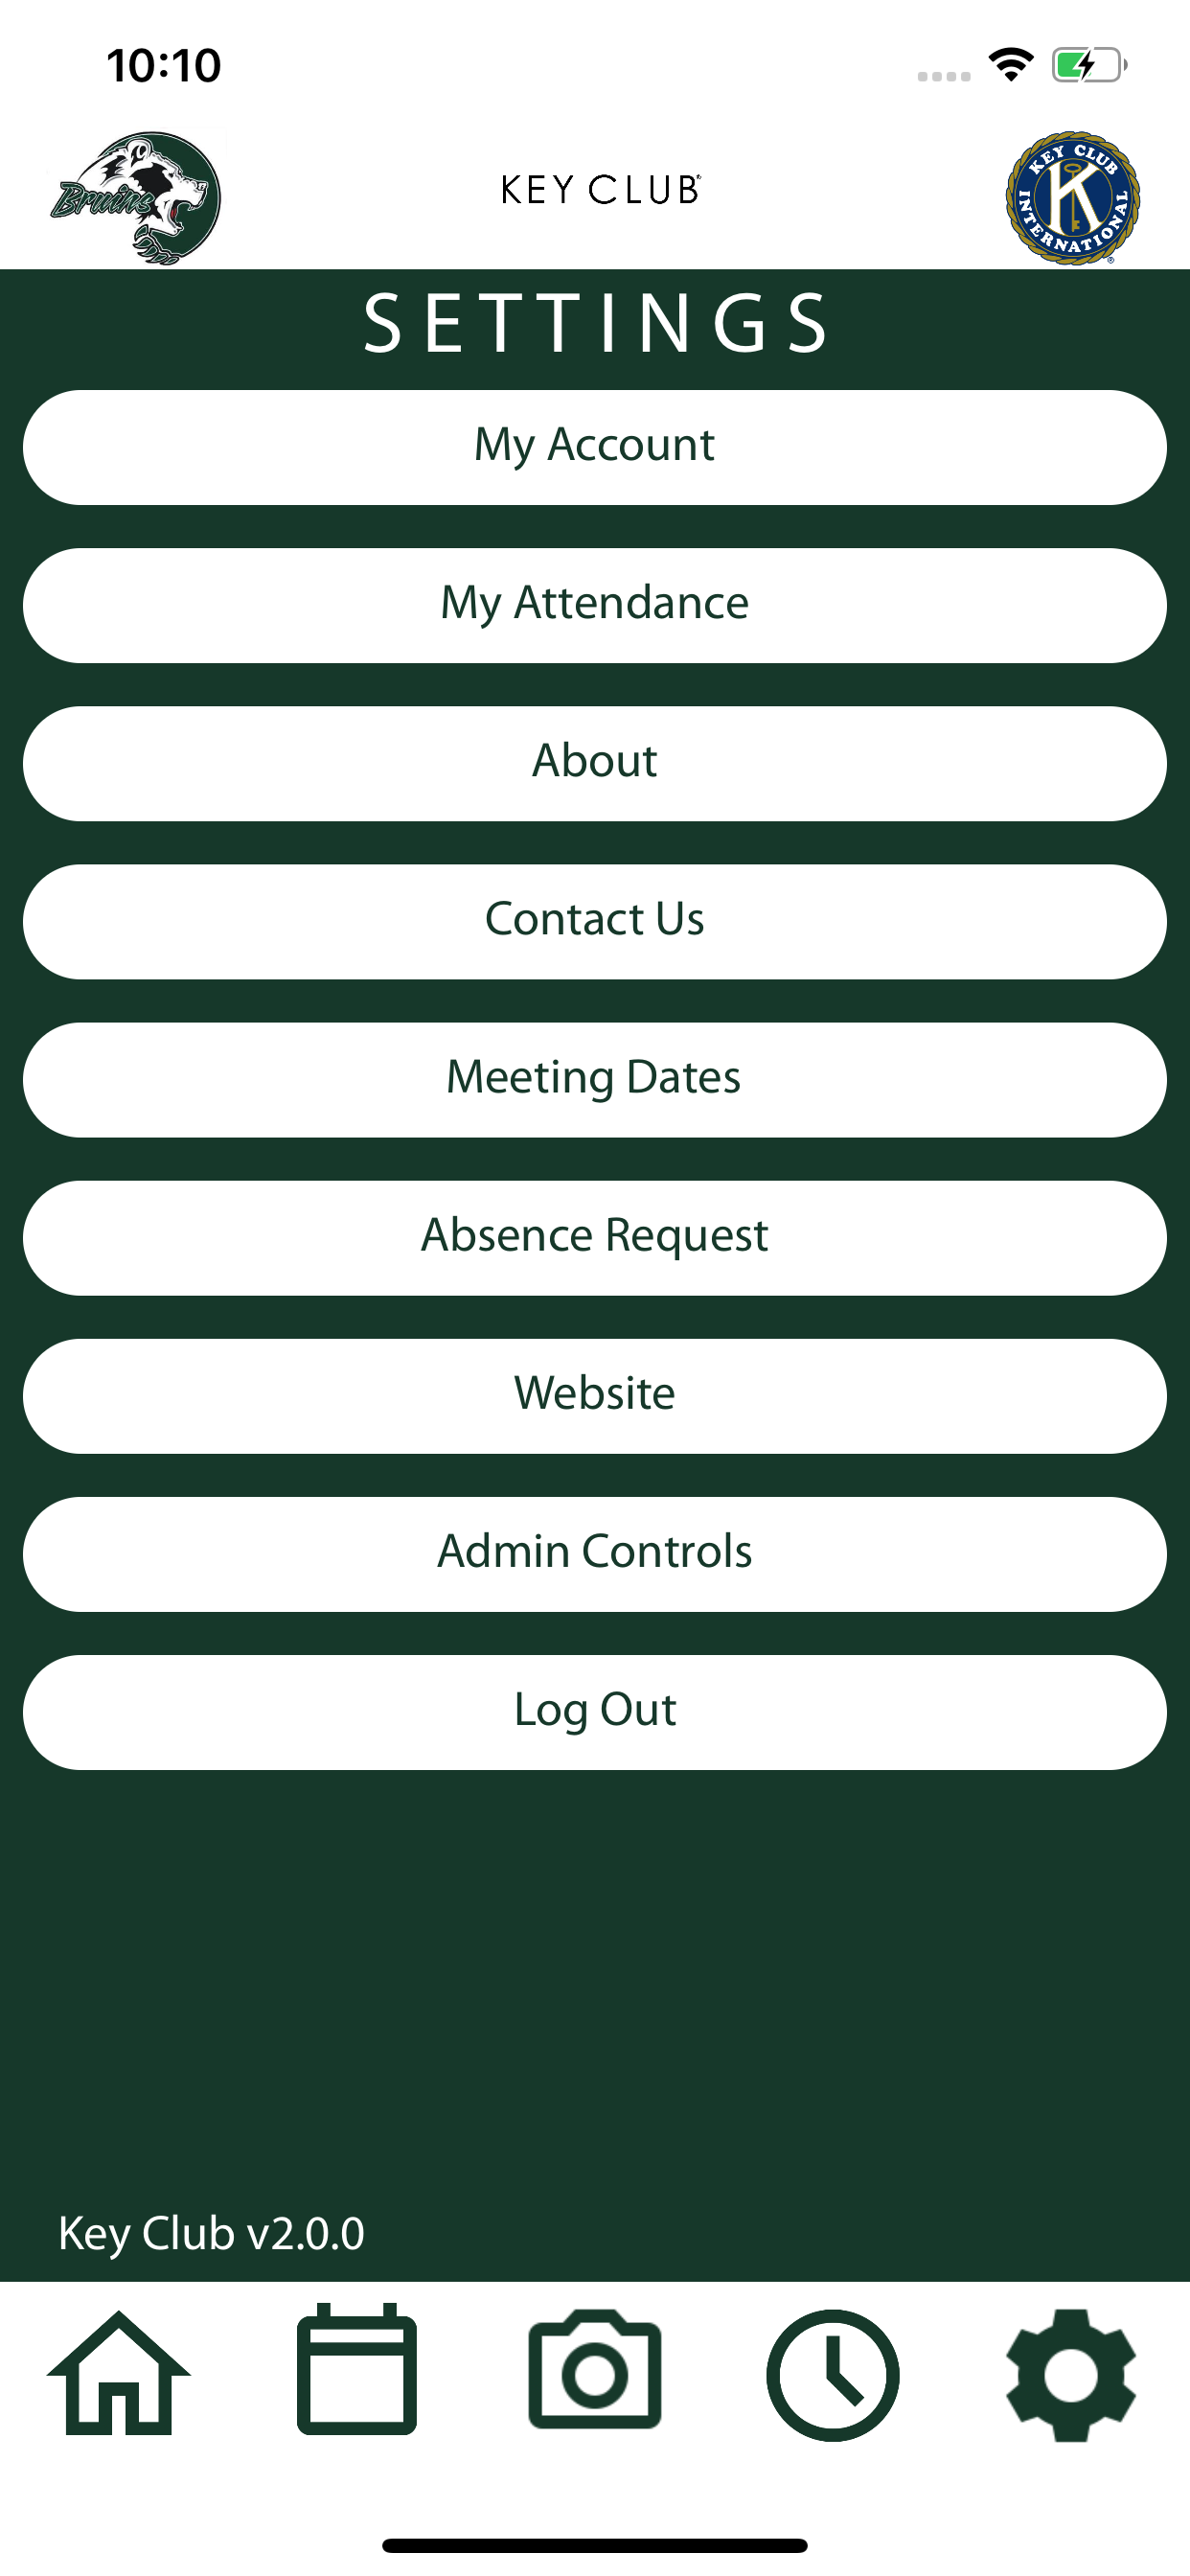 10:10
Bruins
KEY CLUB®
KEY CLUB
K
INTERNATIONAL
®
SETTINGS
My Account
My Attendance
About
Contact Us
Meeting Dates
Absence Request
Website
Admin Controls
Log Out
Key Club v2.0.0